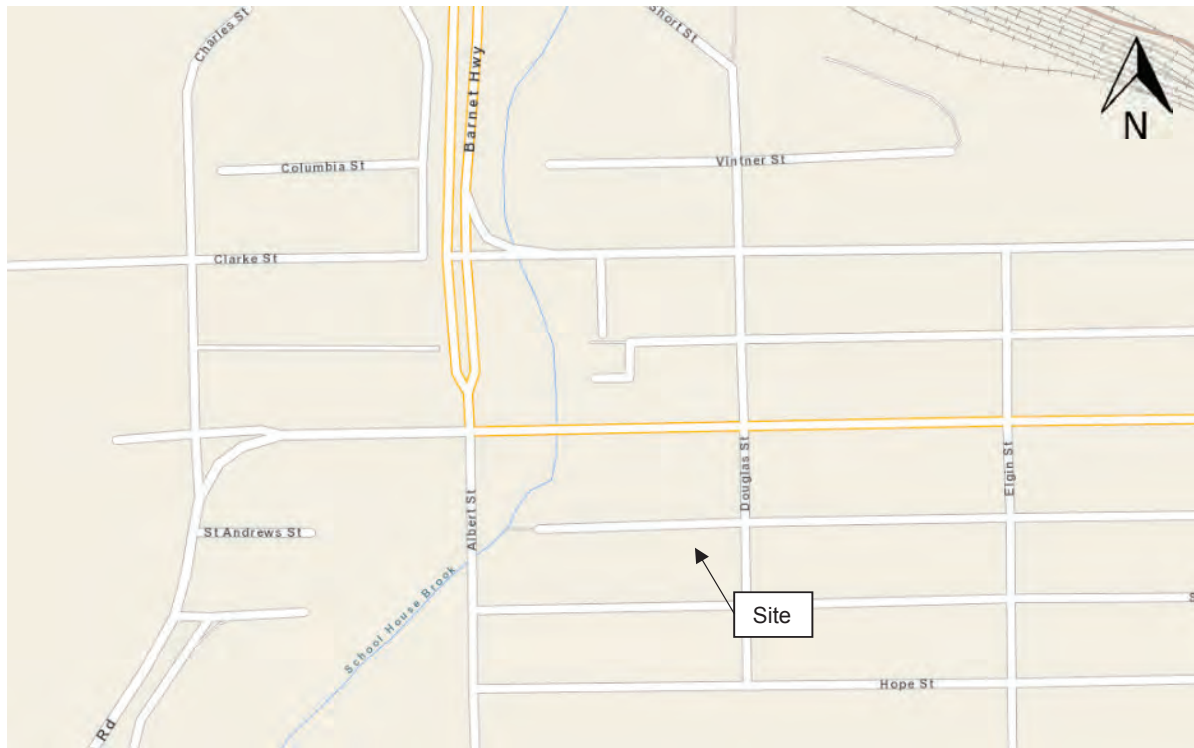 Charles St
Short St
Barnet Hwy
N
Columbia St
Vintner St
Clarke St
Douglas St
Elgin St
Albert St
St Andrews St
School House Brook
Site
S
Hope St
Rd